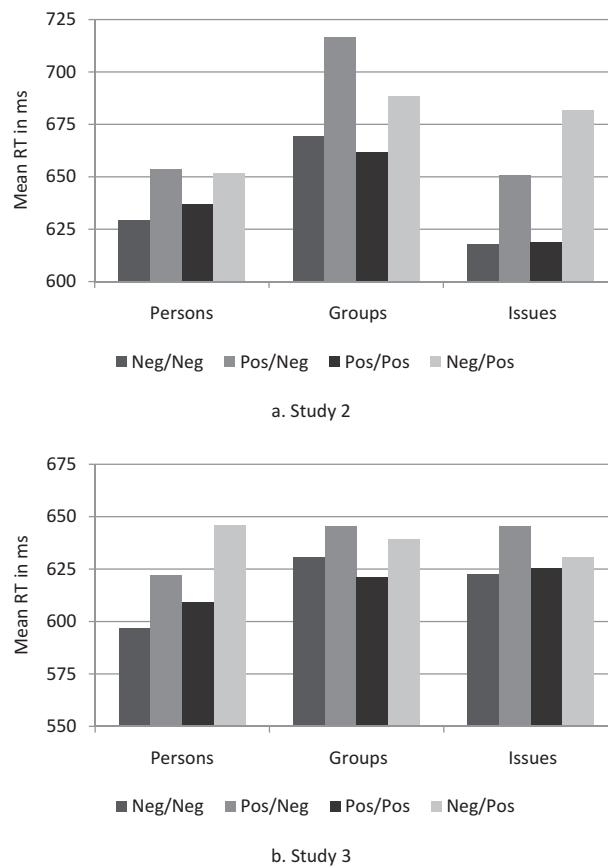 725
700
675
650
625
600
Mean RT in ms
Persons Groups Issues
Neg/Neg Pos/Neg Pos/Pos Neg/Pos
a. Study 2
675
650
625
600
575
550
Mean RT in ms
Persons Groups Issues
Neg/Neg Pos/Neg Pos/Pos Neg/Pos
b. Study 3